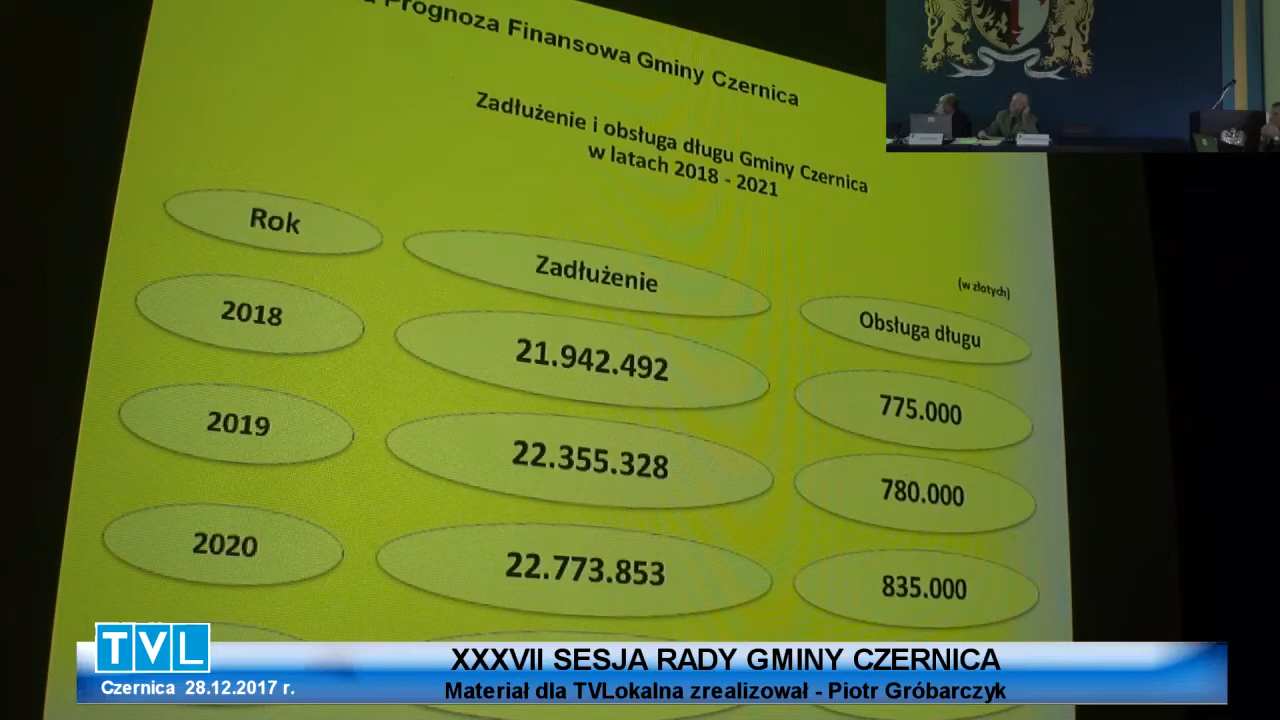 Prognoza Finansowa Gminy Czernica
Zadłużenie i obsługa długu Gminy Czernica
w latach 2018 - 2021
(w złotych)
Rok Zadłużenie Obsługa długu
2018 21.942.492 775.000
2019 22.355.328 780.000
2020 22.773.853 835.000
TVL
Czernica 28.12.2017 r.
XXXVII SESJA RADY GMINY CZERNICA
Materiał dla TVLokalna zrealizował - Piotr Gróbarczyk